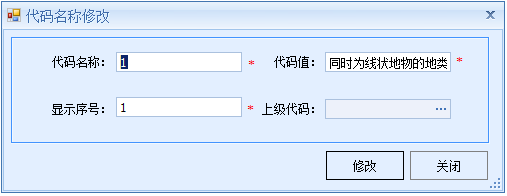 代码名称修改
代码名称： 1 * 代码值： 同时为线状地物的地类 *
显示序号： 1 * 上级代码： ...
修改 关闭